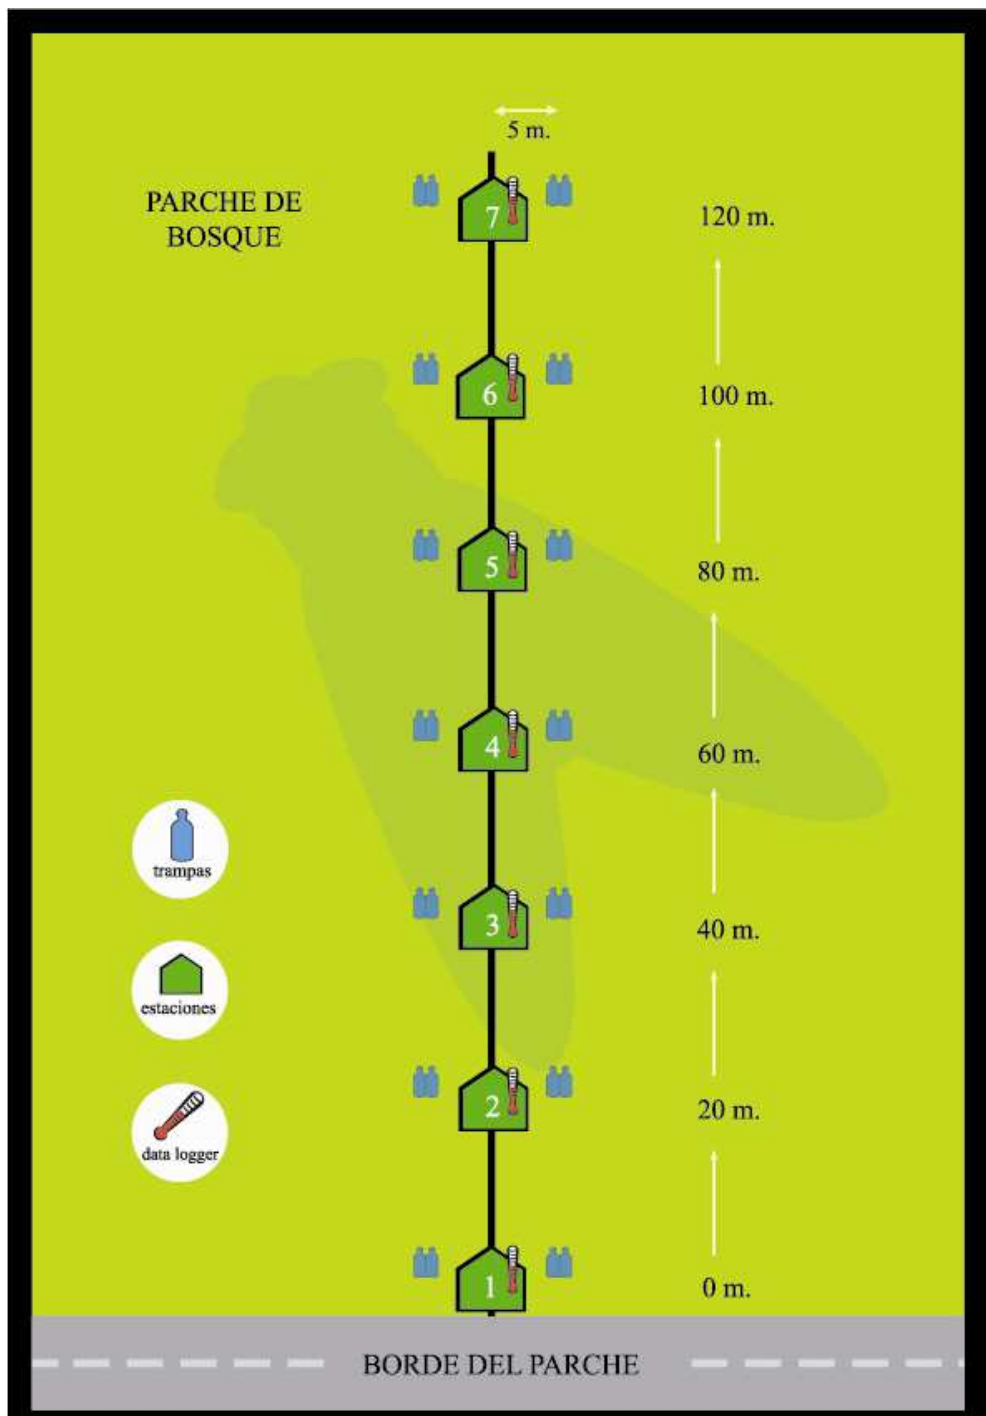 5 m.
PARCHE DE
BOSQUE
7
120 m.
6
100 m.
5
80 m.
4
60 m.
trampas
3
40 m.
estaciones
2
20 m.
data logger
1
0 m.
BORDE DEL PARCHE